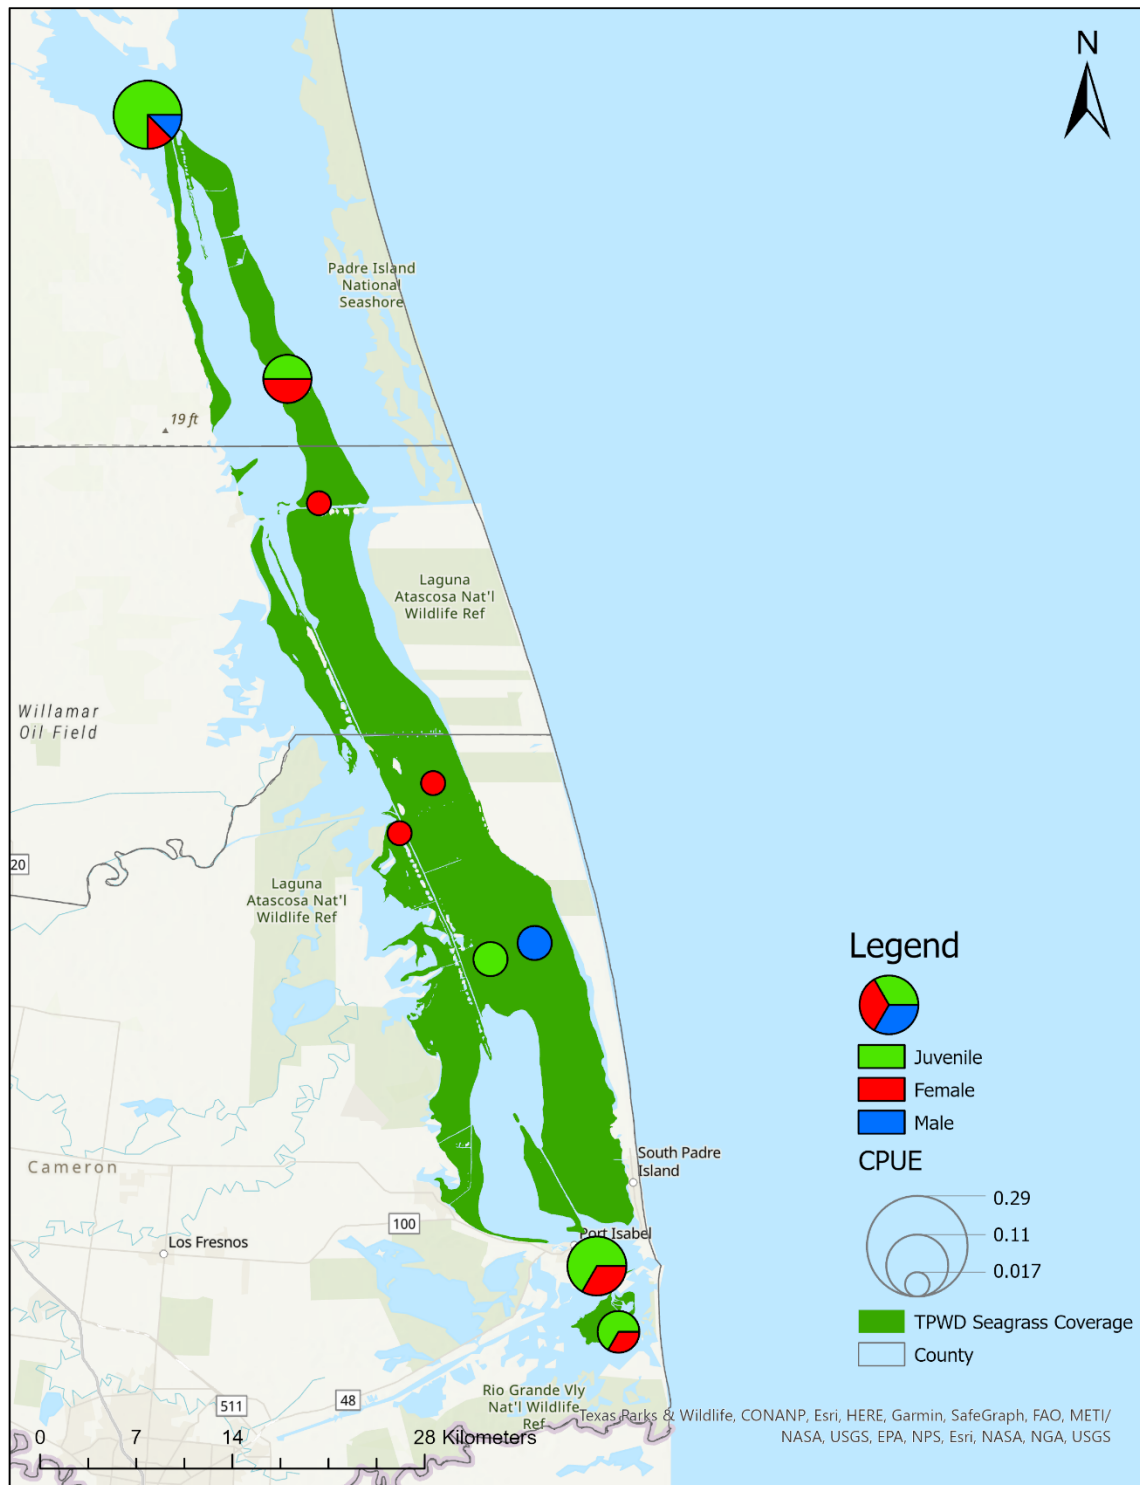 N
Padre Island
National
Seashore
19 ft
Laguna
Atascosa Nat'l
Wildlife Ref
Willamar
Oil Field
20
Laguna
Atascosa Nat'l
Wildlife Ref
Legend
Juvenile
Female
Male
CPUE
0.29
0.11
0.017
TPWD Seagrass Coverage
County
South Padre
Island
Cameron
100
Port Isabel
Los Fresnos
48
511
Rio Grande Vly
Nat'l Wildlife
Ref
Texas Parks & Wildlife, CONANP, Esri, HERE, Garmin, SafeGraph, FAO, METI/
NASA, USGS, EPA, NPS, Esri, NASA, NGA, USGS
0 7 14 28 Kilometers